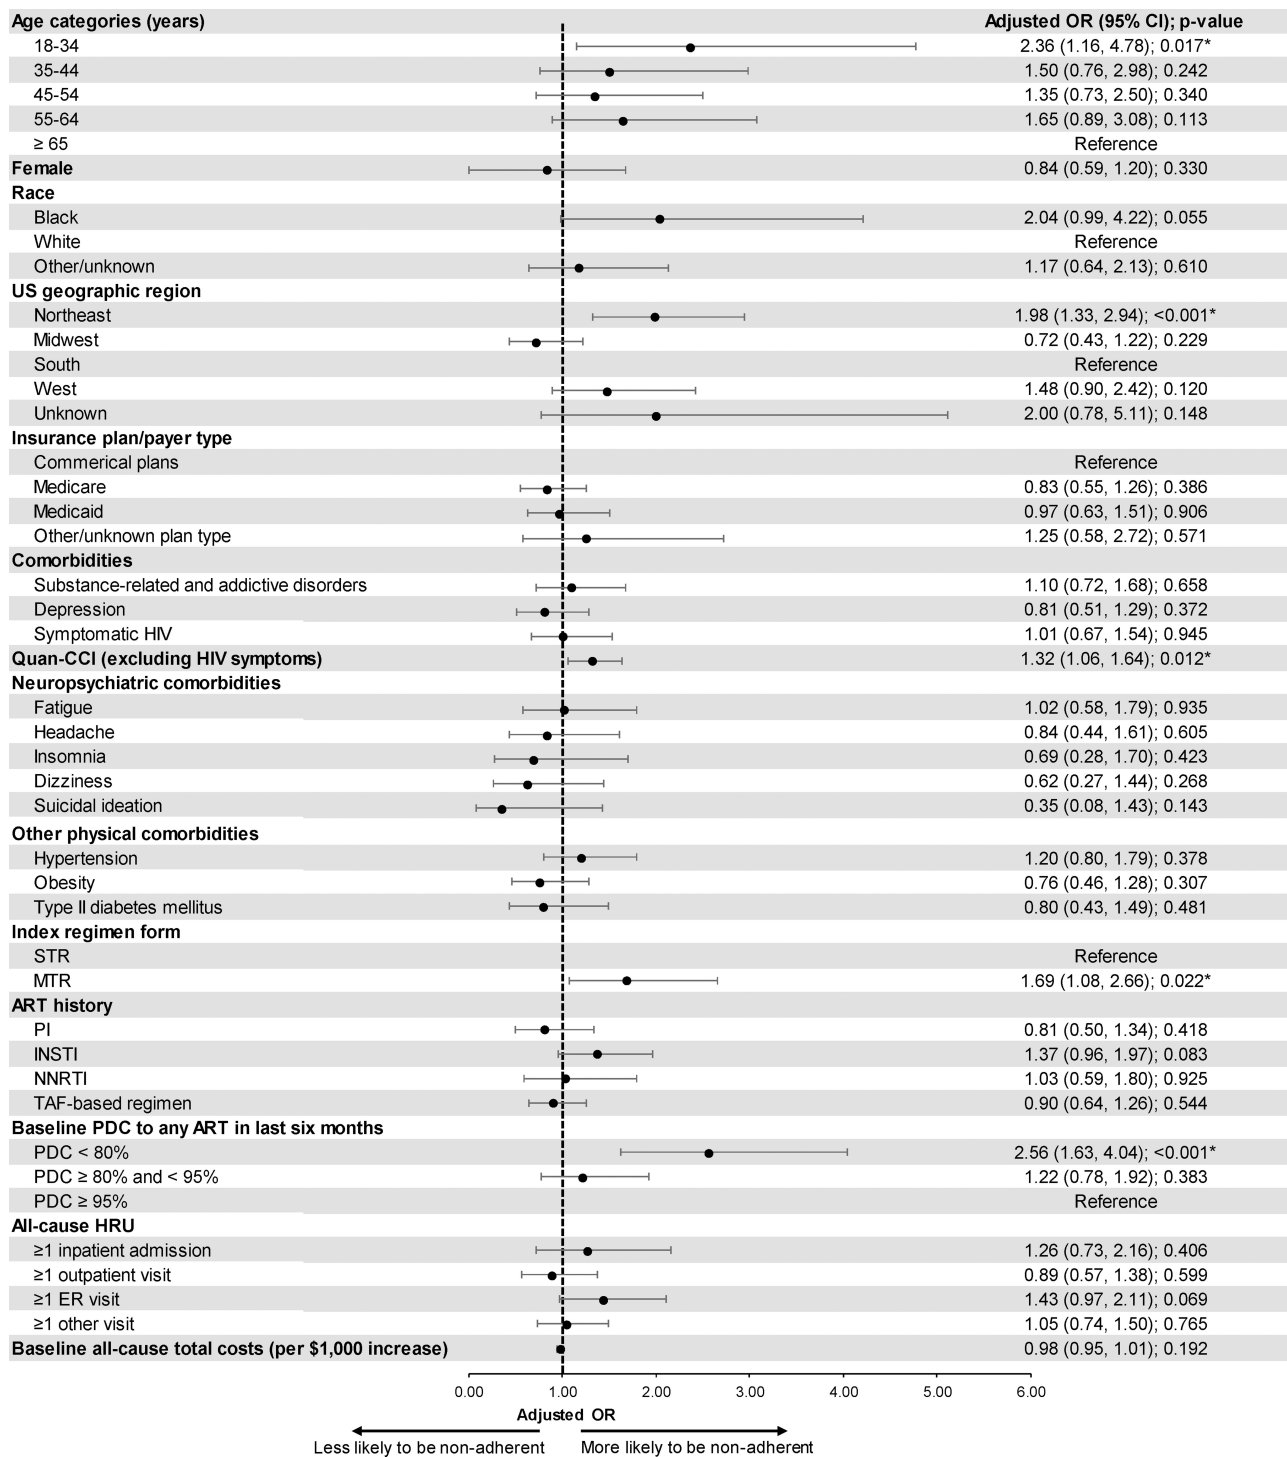 Age categories (years) Adjusted OR (95% CI); p-value
18-34 2.36 (1.16, 4.78); 0.017*
35-44 1.50 (0.76, 2.98); 0.242
45-54 1.35 (0.73, 2.50); 0.340
55-64 1.65 (0.89, 3.08); 0.113
≥ 65 Reference
Female 0.84 (0.59, 1.20); 0.330
Race
Black 2.04 (0.99, 4.22); 0.055
White Reference
Other/unknown 1.17 (0.64, 2.13); 0.610
US geographic region
Northeast 1.98 (1.33, 2.94); <0.001*
Midwest 0.72 (0.43, 1.22); 0.229
South Reference
West 1.48 (0.90, 2.42); 0.120
Unknown 2.00 (0.78, 5.11); 0.148
Insurance plan/payer type
Commerical plans Reference
Medicare 0.83 (0.55, 1.26); 0.386
Medicaid 0.97 (0.63, 1.51); 0.906
Other/unknown plan type 1.25 (0.58, 2.72); 0.571
Comorbidities
Substance-related and addictive disorders 1.10 (0.72, 1.68); 0.658
Depression 0.81 (0.51, 1.29); 0.372
Symptomatic HIV 1.01 (0.67, 1.54); 0.945
Quan-CCI (excluding HIV symptoms) 1.32 (1.06, 1.64); 0.012*
Neuropsychiatric comorbidities
Fatigue 1.02 (0.58, 1.79); 0.935
Headache 0.84 (0.44, 1.61); 0.605
Insomnia 0.69 (0.28, 1.70); 0.423
Dizziness 0.62 (0.27, 1.44); 0.268
Suicidal ideation 0.35 (0.08, 1.43); 0.143
Other physical comorbidities
Hypertension 1.20 (0.80, 1.79); 0.378
Obesity 0.76 (0.46, 1.28); 0.307
Type II diabetes mellitus 0.80 (0.43, 1.49); 0.481
Index regimen form
STR Reference
MTR 1.69 (1.08, 2.66); 0.022*
ART history
PI 0.81 (0.50, 1.34); 0.418
INSTI 1.37 (0.96, 1.97); 0.083
NNRTI 1.03 (0.59, 1.80); 0.925
TAF-based regimen 0.90 (0.64, 1.26); 0.544
Baseline PDC to any ART in last six months
PDC < 80% 2.56 (1.63, 4.04); <0.001*
PDC ≥ 80% and < 95% 1.22 (0.78, 1.92); 0.383
PDC ≥ 95% Reference
All-cause HRU
≥1 inpatient admission 1.26 (0.73, 2.16); 0.406
≥1 outpatient visit 0.89 (0.57, 1.38); 0.599
≥1 ER visit 1.43 (0.97, 2.11); 0.069
≥1 other visit 1.05 (0.74, 1.50); 0.765
Baseline all-cause total costs (per $1,000 increase) 0.98 (0.95, 1.01); 0.192
0.00 1.00 2.00 3.00 4.00 5.00 6.00
Adjusted OR
Less likely to be non-adherent More likely to be non-adherent